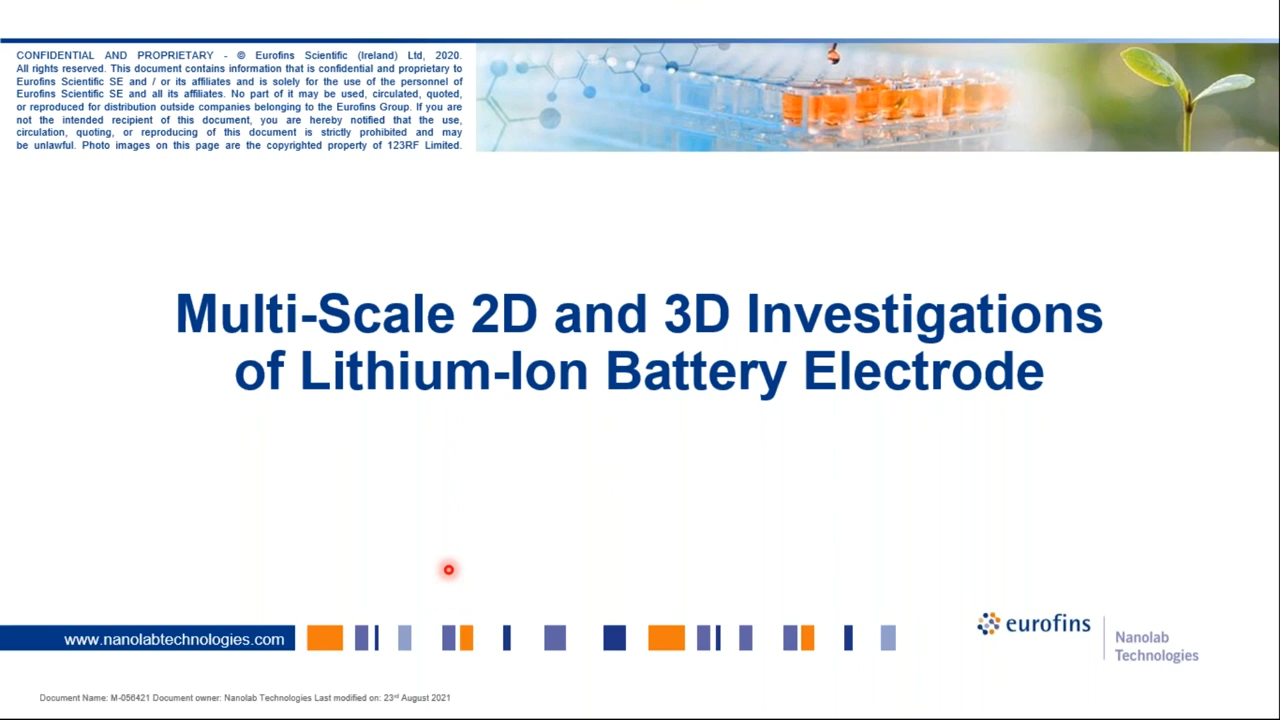 CONFIDENTIAL AND PROPRIETARY - © Eurofins Scientific (Ireland) Ltd, 2020.
All rights reserved. This document contains information that is confidential and proprietary to
Eurofins Scientific SE and / or its affiliates and is solely for the use of the personnel of
Eurofins Scientific SE and all its affiliates. No part of it may be used, circulated, quoted,
or reproduced for distribution outside companies belonging to the Eurofins Group. If you are
not the intended recipient of this document, you are hereby notified that the use,
circulation, quoting, or reproducing of this document is strictly prohibited and may
be unlawful. Photo images on this page are the copyrighted property of 123RF Limited.
Multi-Scale 2D and 3D Investigations
of Lithium-Ion Battery Electrode
www.nanolabtechnologies.com
eurofins
Nanolab
Technologies
Document Name: M-056421 Document owner: Nanolab Technologies Last modified on: 23rd August 2021